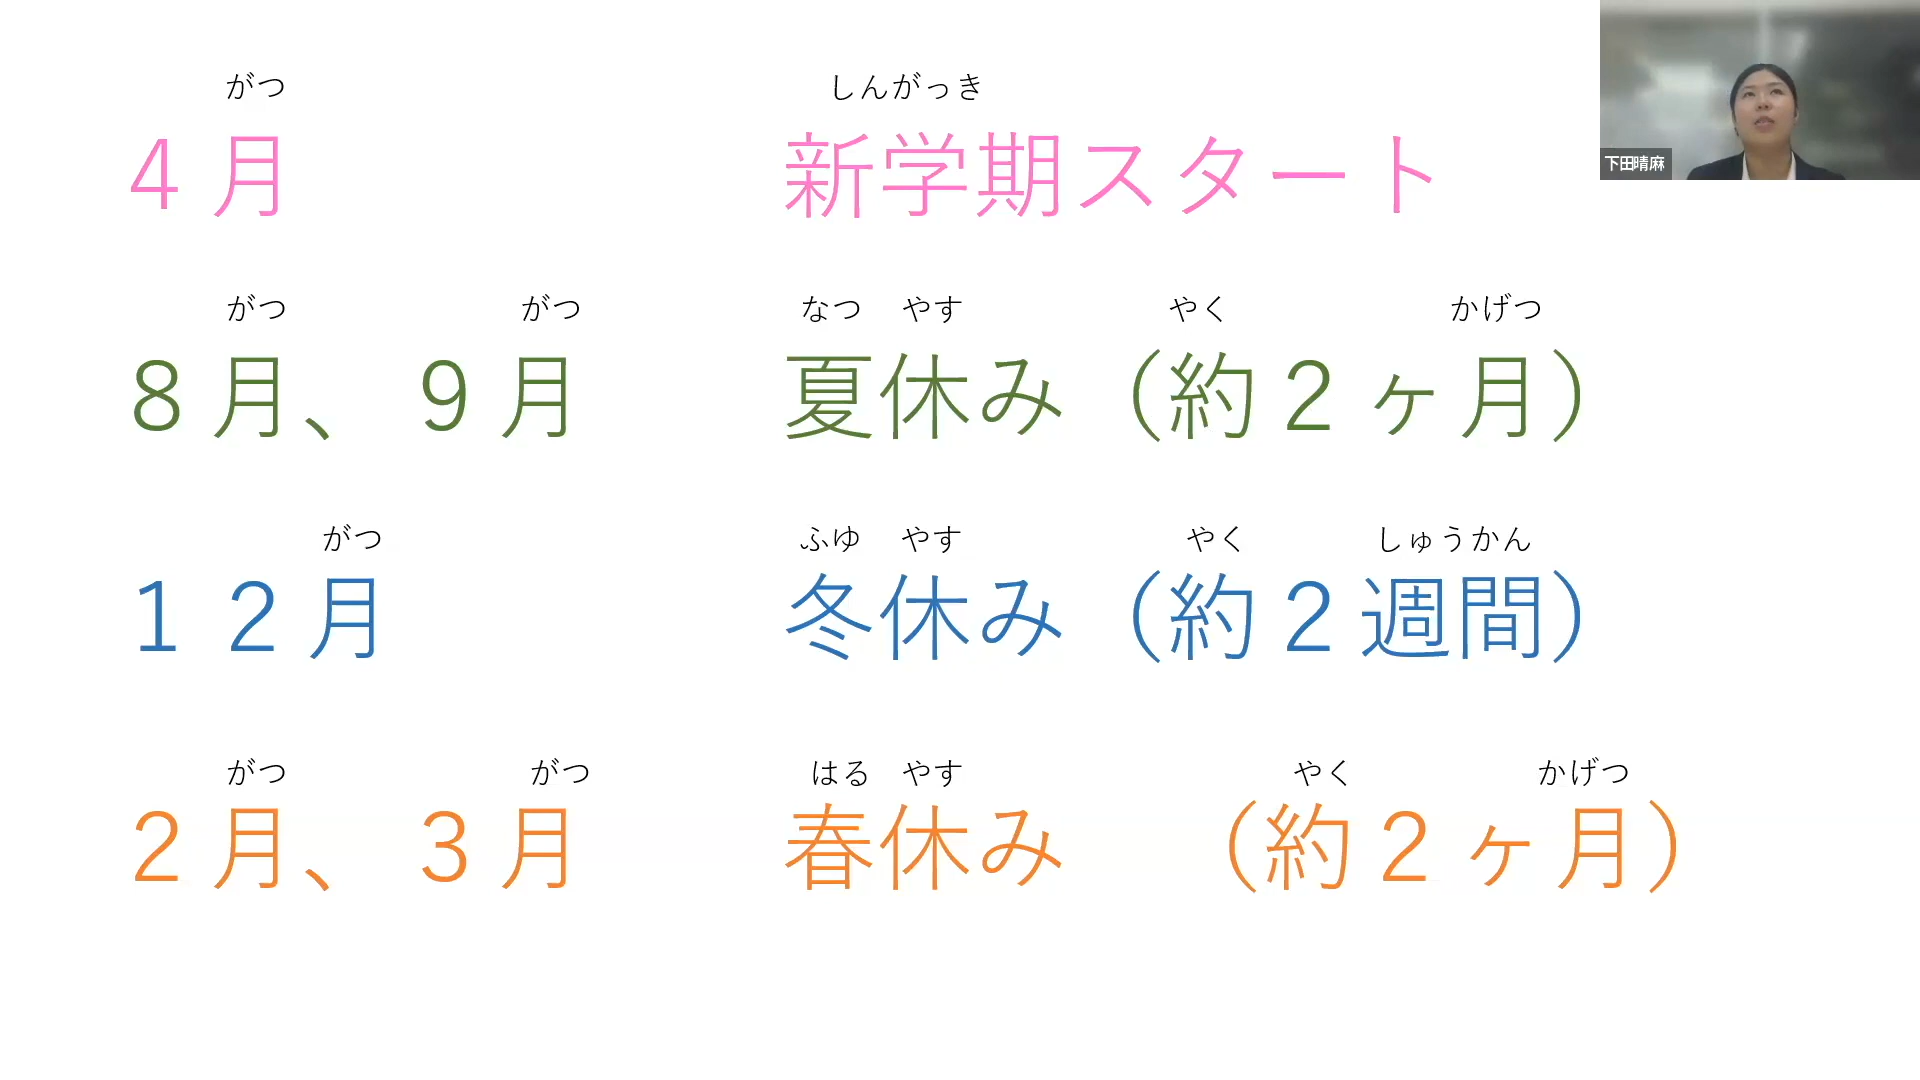 がつ しんがっき
4月 新学期スタート
下田晴麻
がつ がつ なつ やす やく かげつ
8月、9月 夏休み（約2ヶ月）
がつ ふゆ やす やく しゅうかん
12月 冬休み（約2週間）
がつ がつ はる やす やく かげつ
2月、3月 春休み （約2ヶ月）